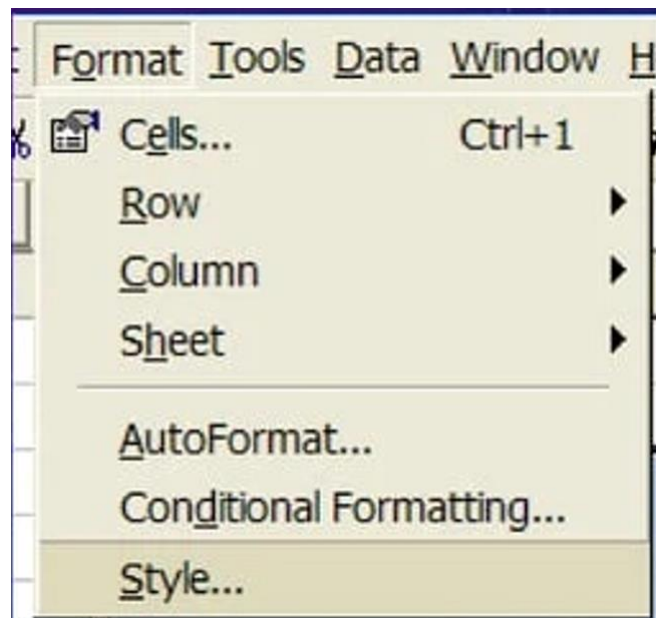 Format Tools Data Window H
Cells... Ctrl+1
Row
Column
Sheet
AutoFormat...
Conditional Formatting...
Style...